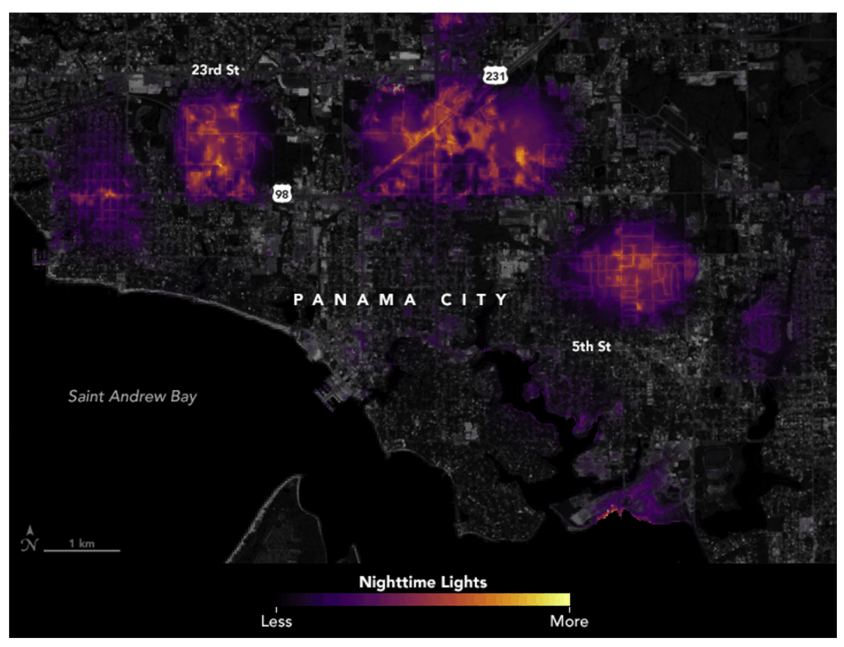 23rd St
231
98
PANAMA CITY
5th St
Saint Andrew Bay
N
1 km
Nighttime Lights
Less More